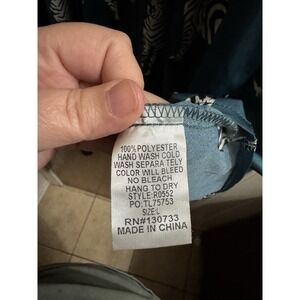 100%POLYESTER
HAND WASH COLD
WASH SEPARATELY
COLOR WILL BLEED
NO BLEACH
HANG TO DRY
STYLE:R0552
PO:TL75753
SIZE:L
RN#130733
MADE IN CHINA